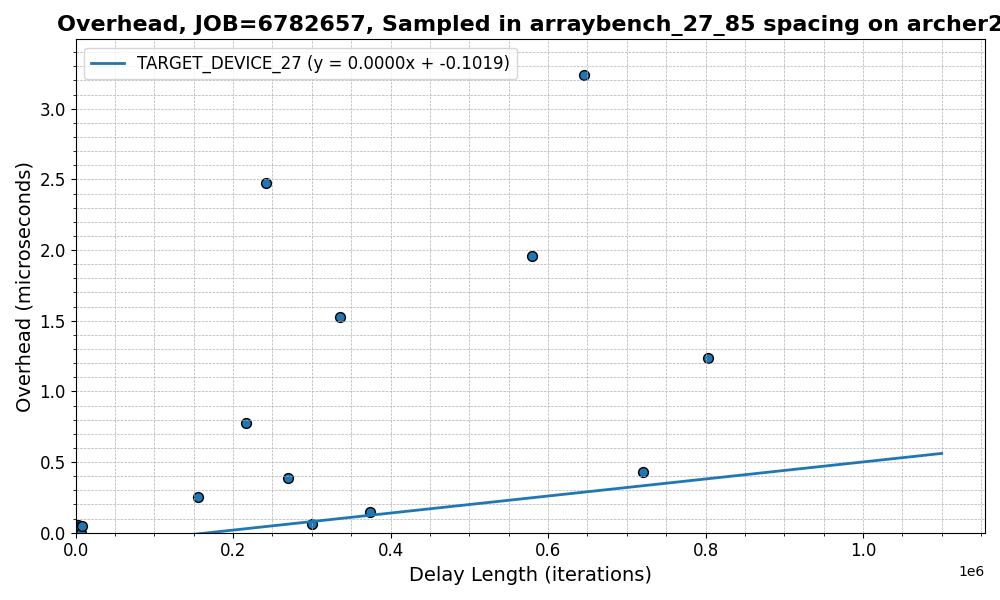 Overhead, JOB=6782657, Sampled in arraybench_27_85 spacing on archer2
TARGET_DEVICE_27 (y = 0.0000x + -0.1019)
Overhead (microseconds)
3.0
2.5
2.0
1.5
1.0
0.5
0.0
0.0 0.2 0.4 0.6 0.8 1.0
1e6
Delay Length (iterations)